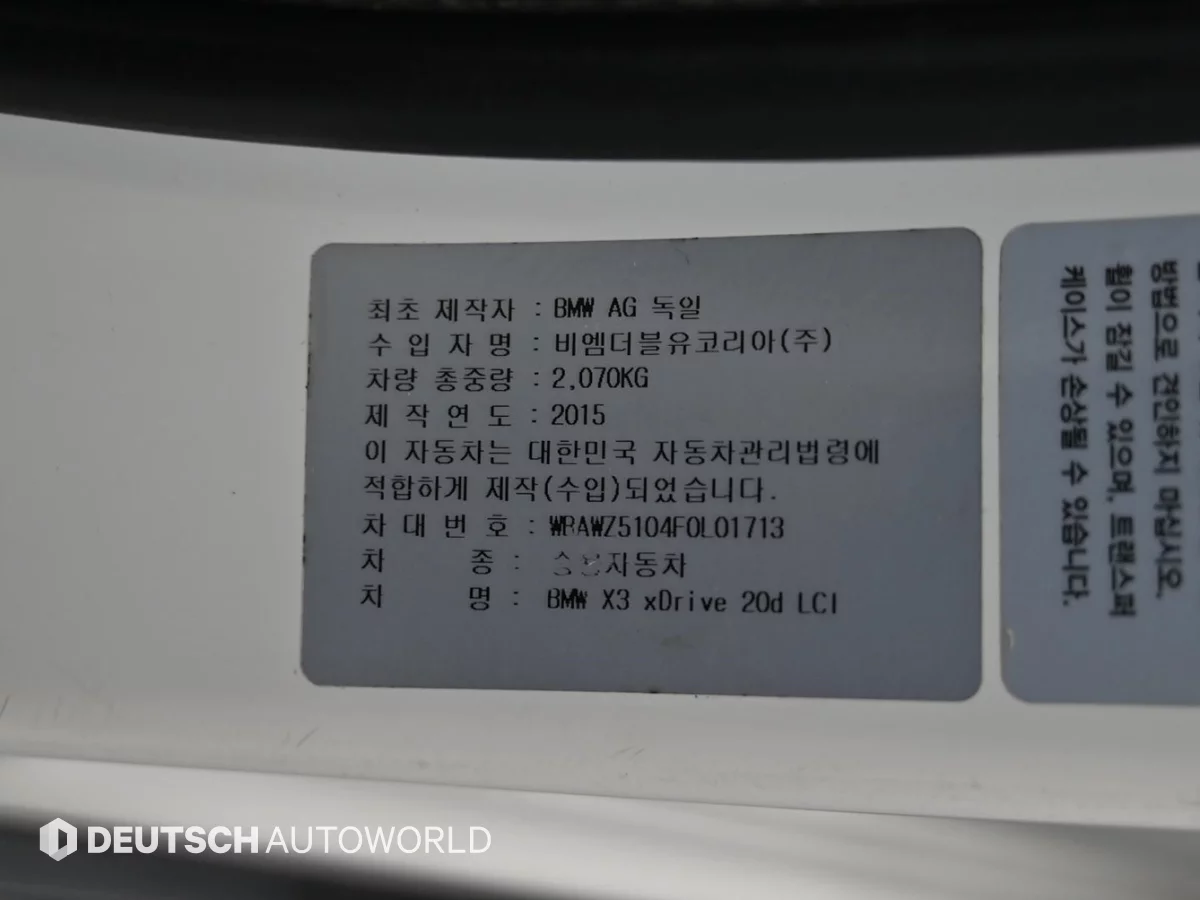 최초 제작자 : BMW AG 독일
수 입 자 명 : 비엠더블유코리아(주)
차량 총중량 : 2,070KG
제 작 연 도 : 2015
이 자동차는 대한민국 자동차관리법령에
적합하게 제작(수입)되었습니다.
차 대 번 호 : WBAWZ5104F0L01713
차 종 : 승용자동차
차 명 : BMW X3 xDrive 20d LCI
방법으로 견인하지 마십시오.
휠이 잠길 수 있으며, 트랜스퍼
케이스가 손상될 수 있습니다.
DEUTSCH AUTOWORLD